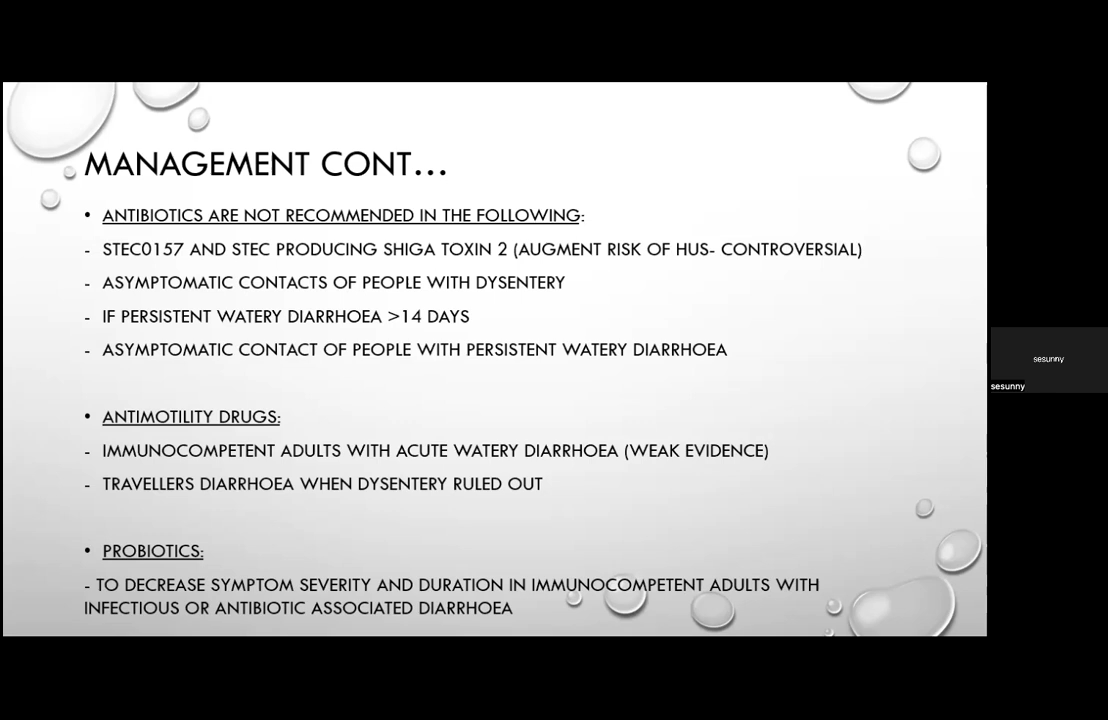 MANAGEMENT CONT...
• ANTIBIOTICS ARE NOT RECOMMENDED IN THE FOLLOWING:
- STEC0157 AND STEC PRODUCING SHIGA TOXIN 2 (AUGMENT RISK OF HUS- CONTROVERSIAL)
- ASYMPTOMATIC CONTACTS OF PEOPLE WITH DYSENTERY
- IF PERSISTENT WATERY DIARRHOEA >14 DAYS
- ASYMPTOMATIC CONTACT OF PEOPLE WITH PERSISTENT WATERY DIARRHOEA
• ANTIMOTILITY DRUGS:
- IMMUNOCOMPETENT ADULTS WITH ACUTE WATERY DIARRHOEA (WEAK EVIDENCE)
- TRAVELLERS DIARRHOEA WHEN DYSENTERY RULED OUT
• PROBIOTICS:
- TO DECREASE SYMPTOM SEVERITY AND DURATION IN IMMUNOCOMPETENT ADULTS WITH
INFECTIOUS OR ANTIBIOTIC ASSOCIATED DIARRHOEA
sesunny
sesunny